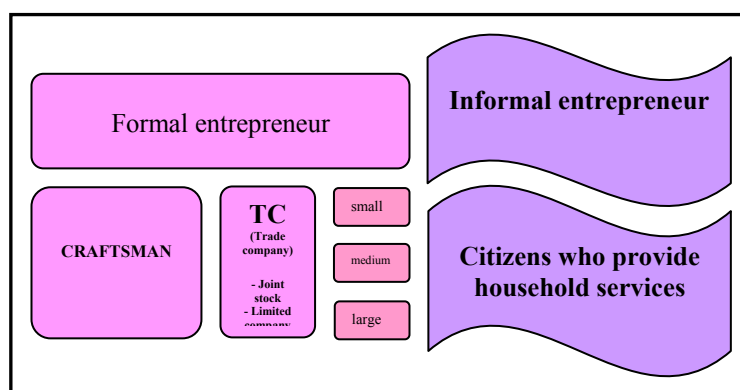 Formal entrepreneur
Informal entrepreneur
CRAFTSMAN
TC
(Trade
company)
- Joint
stock
- Limited
company
small
medium
large
Citizens who provide
household services